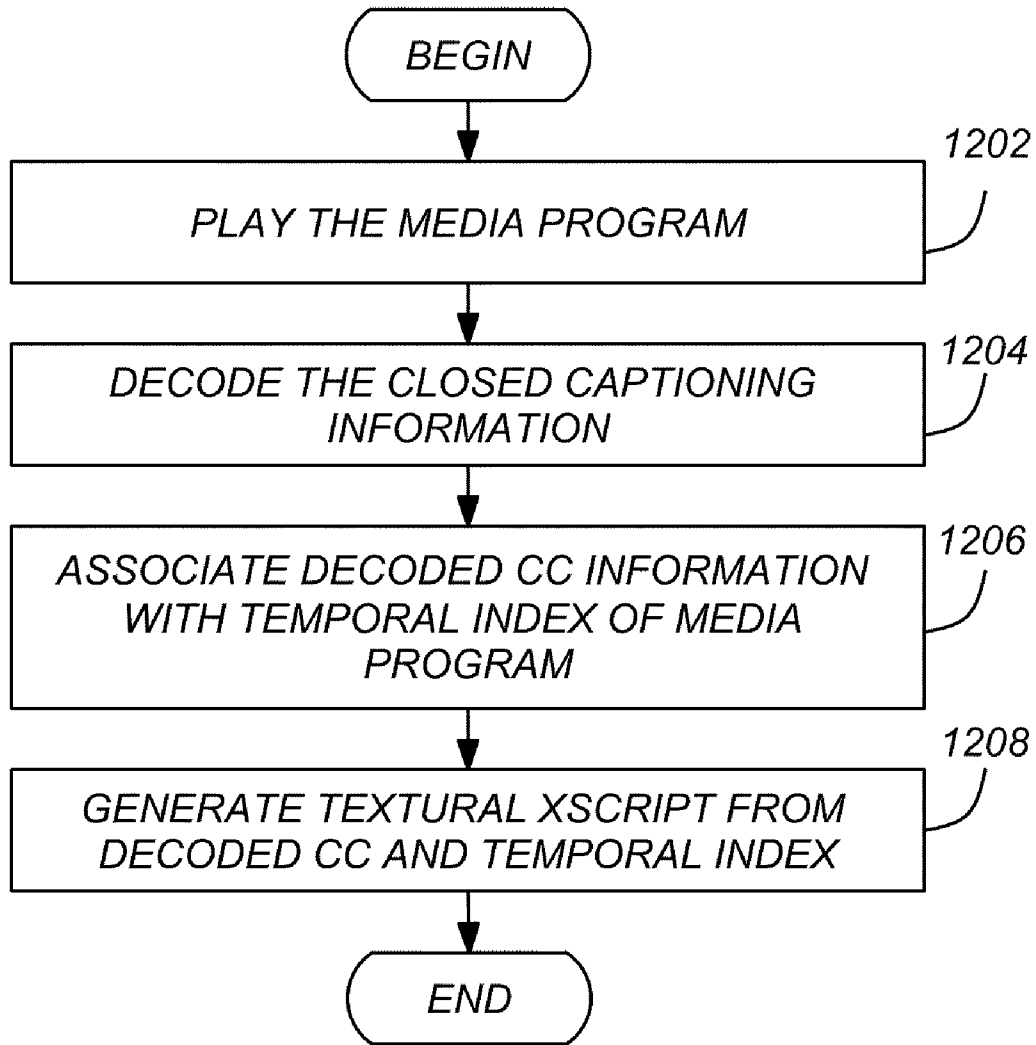 BEGIN
1202
PLAY THE MEDIA PROGRAM
1204
DECODE THE CLOSED CAPTIONING
INFORMATION
1206
ASSOCIATE DECODED CC INFORMATION
WITH TEMPORAL INDEX OF MEDIA
PROGRAM
1208
GENERATE TEXTURAL XSCRIPT FROM
DECODED CC AND TEMPORAL INDEX
END